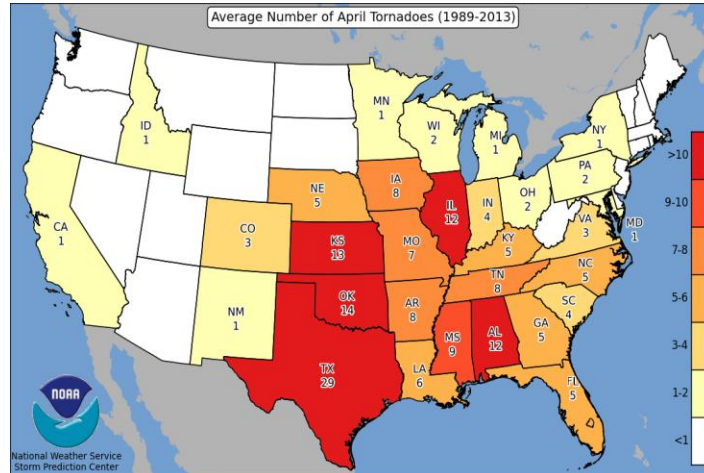 Average Number of April Tornadoes (1989-2013)
MN
1
WI
2
MI
1
NY
1
ID
1
PA
2
IA
8
NE
5
OH
2
IL
12
IN
4
MD
1
CA
1
CO
3
KS
13
MO
7
KY
5
VA
3
NC
5
TN
8
OK
14
AR
8
NM
1
SC
4
MS
9
AL
12
GA
5
TX
29
LA
6
FL
5
>10
9-10
7-8
5-6
3-4
1-2
<1
NOAA
National Weather Service
Storm Prediction Center